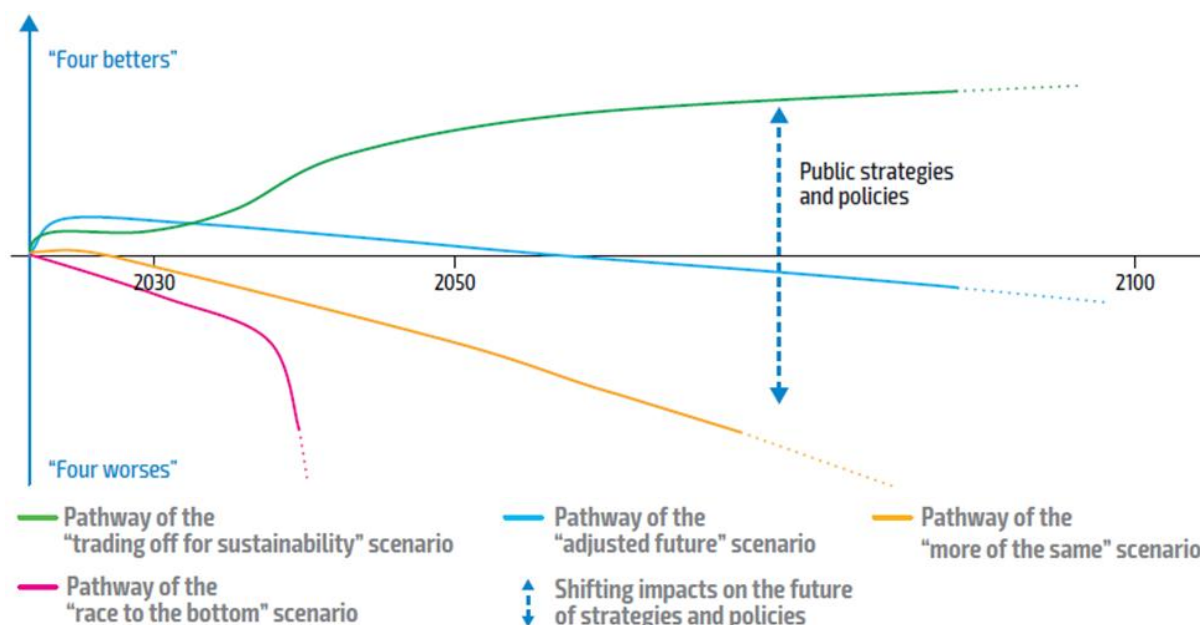 “Four betters”
Public strategies
and policies
2030
2050
2100
“Four worses”
Pathway of the
“trading off for sustainability” scenario
Pathway of the
“adjusted future” scenario
Pathway of the
“more of the same” scenario
Pathway of the
“race to the bottom” scenario
Shifting impacts on the future
of strategies and policies